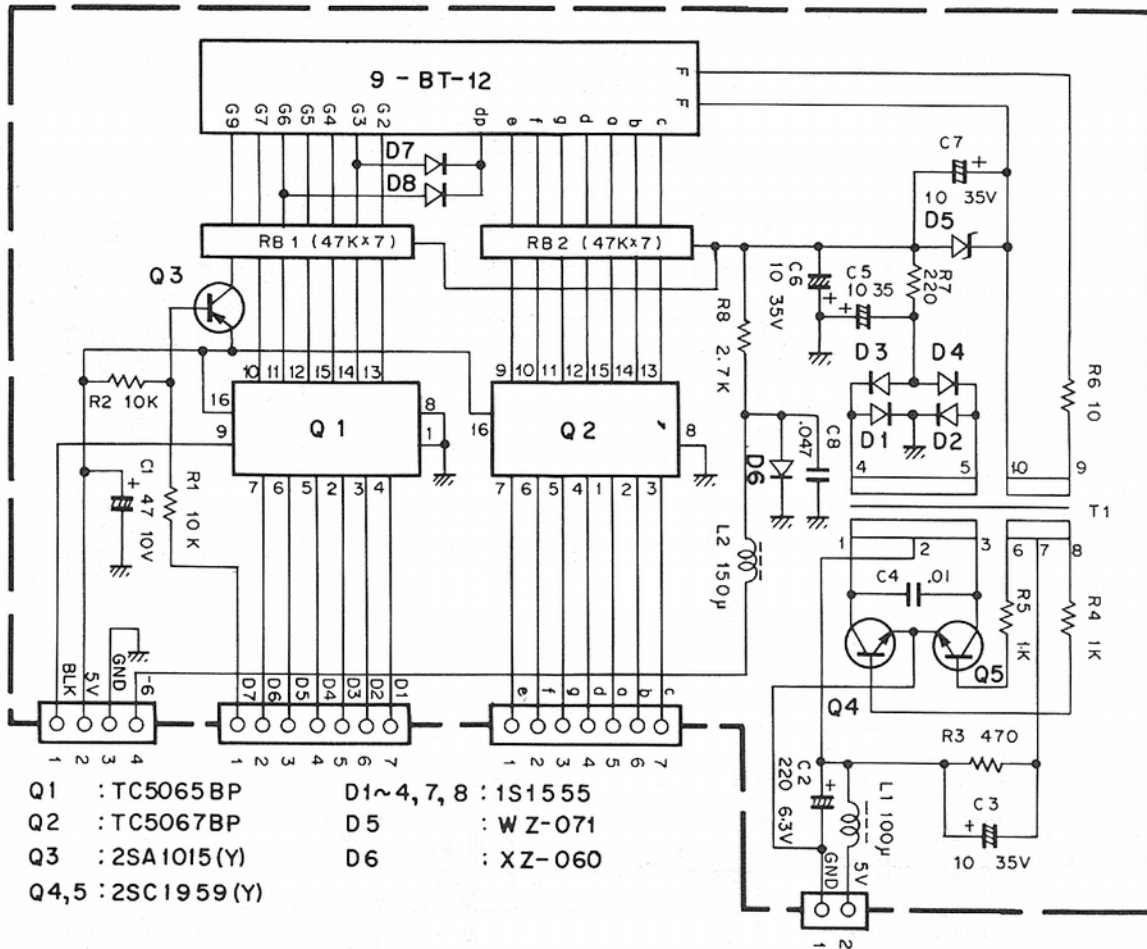 9 - BT-12
F
F
G9 G7 G6 G5 G4 G3 G2 dp e f g d a b c
D7
D8
C7
+
10 35V
D5
RB 1 (47K×7)
RB2 (47K×7)
Q3
C6
10 35V
+
C5
+
10 35
R7
220
R8
2.7K
D3 D4
D1 D2
R6 10
10 11 12 15 14 13
9 10 11 12 15 14 13
R2 10K
16
9
Q1
8
1
16
Q2
8
7 6 5 2 3 4
7 6 5 4 1 2 3
C1
+
47 10V
R1
10K
D6
C8
.047
4 5 10 9
T1
1 2 3 6 7 8
L2 150μ
C4 .01
R5
1K
R4
1K
Q4
Q5
BLK 5V GND -6
D7 D6 D5 D4 D3 D2 D1
e f g d a b c
1 2 3 4
1 2 3 4 5 6 7
1 2 3 4 5 6 7
R3 470
C2
220 6.3V
+
L1 100μ
C3
+
10 35V
GND 5V
1 2
Q1 : TC5065BP
Q2 : TC5067BP
Q3 : 2SA1015(Y)
Q4,5 : 2SC1959(Y)
D1~4, 7, 8 : 1S1555
D5 : WZ-071
D6 : XZ-060